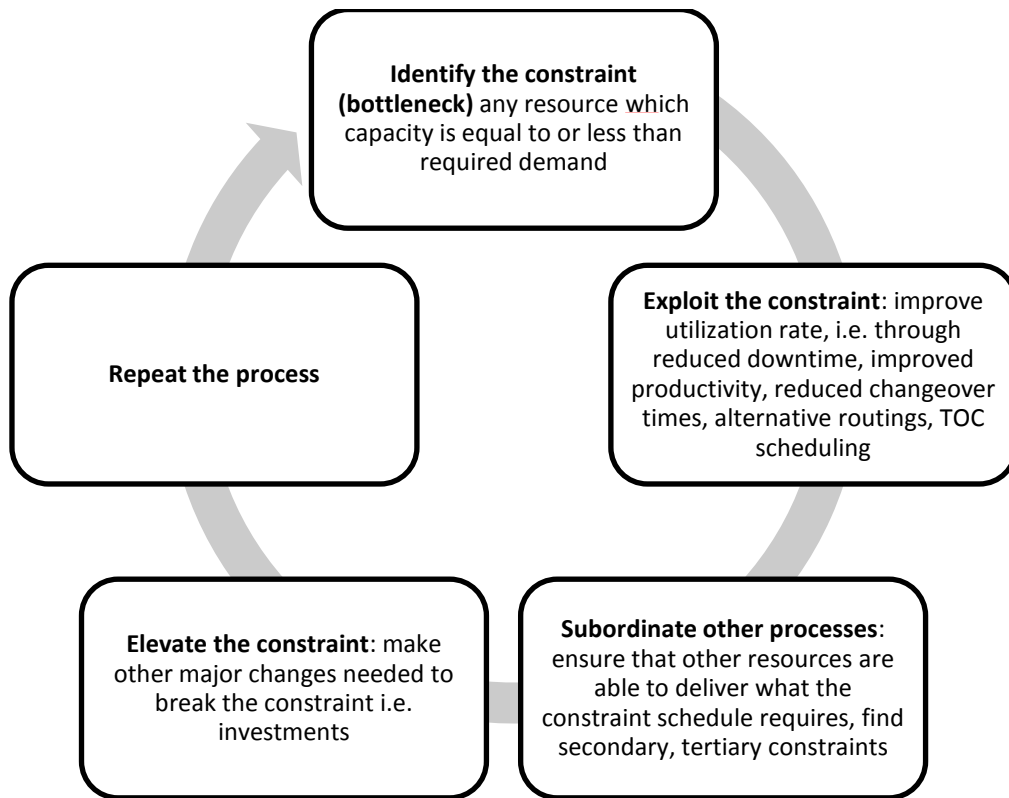 Identify the constraint
(bottleneck) any resource which
capacity is equal to or less than
required demand
Exploit the constraint: improve
utilization rate, i.e. through
reduced downtime, improved
productivity, reduced changeover
times, alternative routings, TOC
scheduling
Subordinate other processes:
ensure that other resources are
able to deliver what the
constraint schedule requires, find
secondary, tertiary constraints
Elevate the constraint: make
other major changes needed to
break the constraint i.e.
investments
Repeat the process